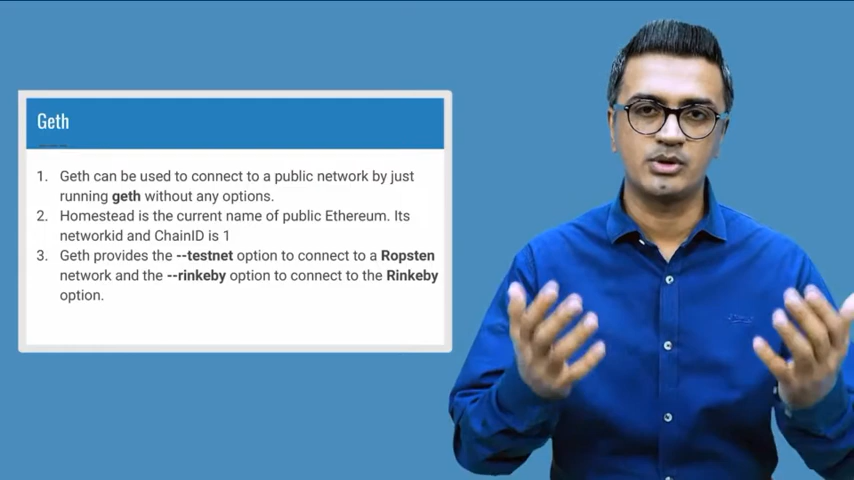 Geth
1. Geth can be used to connect to a public network by just
running geth without any options.
2. Homestead is the current name of public Ethereum. Its
networkid and ChainID is 1
3. Geth provides the --testnet option to connect to a Ropsten
network and the --rinkeby option to connect to the Rinkeby
option.